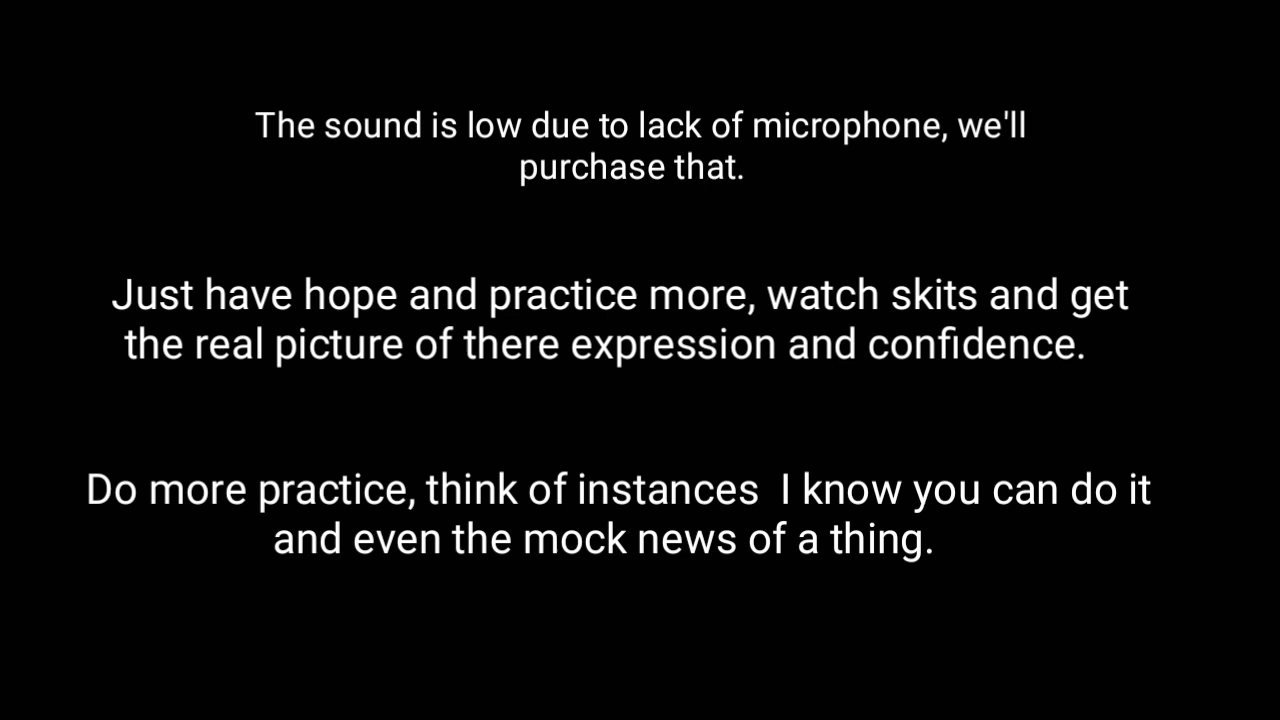 The sound is low due to lack of microphone, we'll
purchase that.
Just have hope and practice more, watch skits and get
the real picture of there expression and confidence.
Do more practice, think of instances  I know you can do it
and even the mock news of a thing.